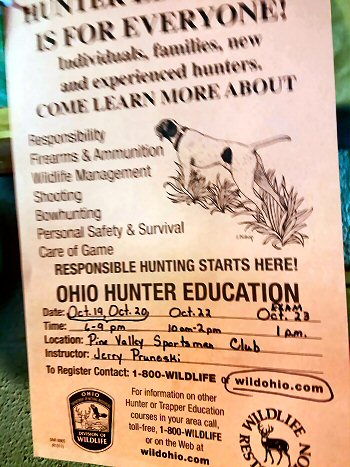 HUNTER
IS FOR EVERYONE!
Individuals, families, new
and experienced hunters.
COME LEARN MORE ABOUT
Responsibility
Firearms & Ammunition
Wildlife Management
Shooting
Bowhunting
Personal Safety & Survival
Care of Game
RESPONSIBLE HUNTING STARTS HERE!
OHIO HUNTER EDUCATION
EXAM
Date: Oct. 19, Oct. 20, Oct. 22 Oct. 23
Time: 6-9 pm 10am-2pm 1pm.
Location: Pine Valley Sportsmen Club
Instructor: Jerry Pruneski
To Register Contact: 1-800-WILDLIFE or wildohio.com
For information on other
Hunter or Trapper Education
courses in your area call,
toll-free, 1-800-WILDLIFE
or on the Web at
wildohio.com
OHIO
DIVISION OF
WILDLIFE
WILDLIFE